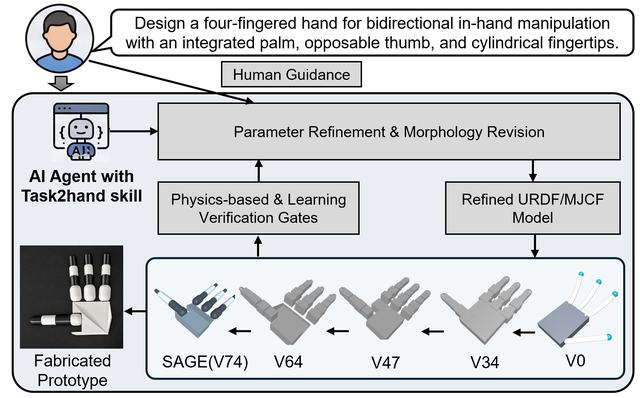 Design a four-fingered hand for bidirectional in-hand manipulation
with an integrated palm, opposable thumb, and cylindrical fingertips.
Human Guidance
{ }
AI
AI Agent with
Task2hand skill
Parameter Refinement & Morphology Revision
Physics-based & Learning
Verification Gates
Refined URDF/MJCF
Model
Fabricated
Prototype
SAGE(V74)
V64
V47
V34
V0